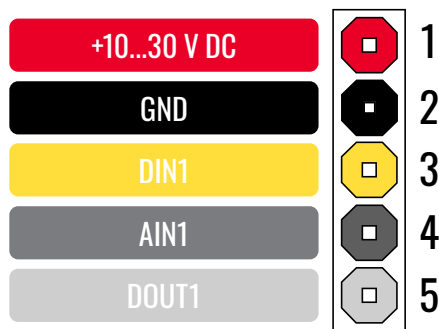 +10...30 V DC 1
GND 2
DIN1 3
AIN1 4
DOUT1 5